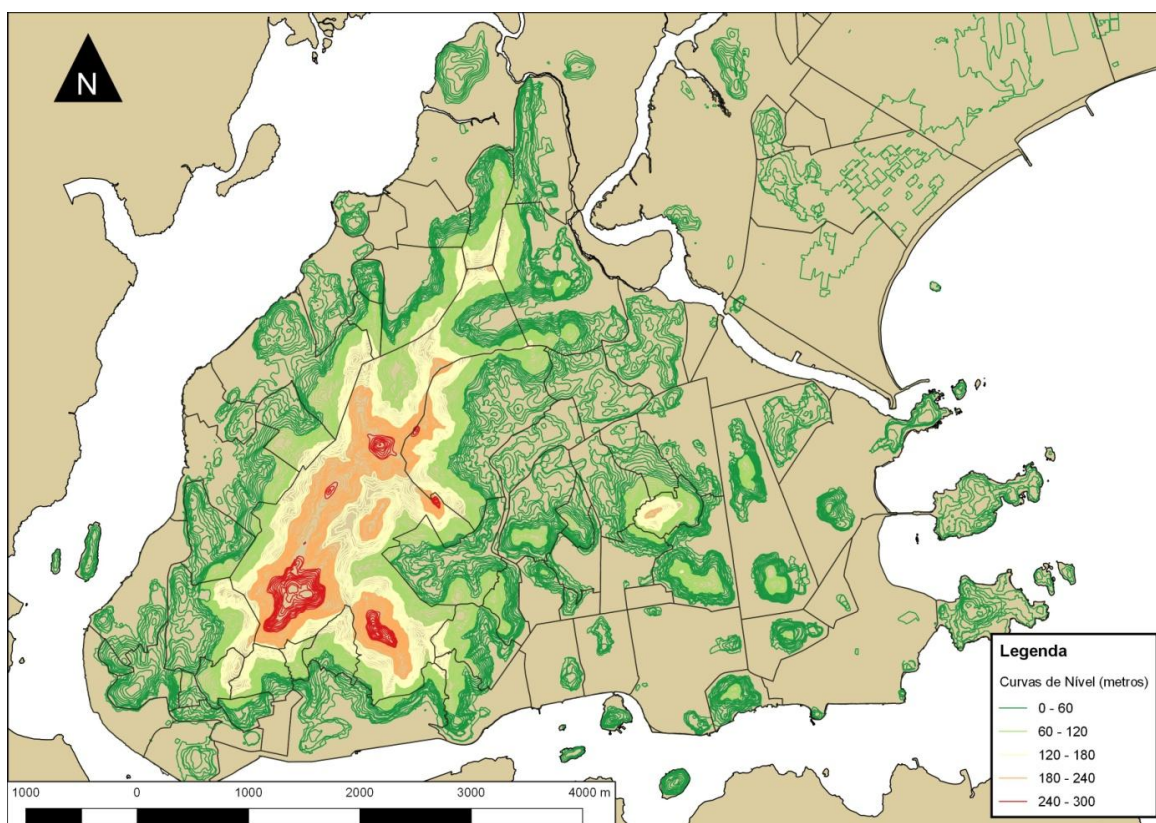 N
Legenda
Curvas de Nível (metros)
0 - 60
60 - 120
120 - 180
180 - 240
240 - 300
1000 0 1000 2000 3000 4000 m